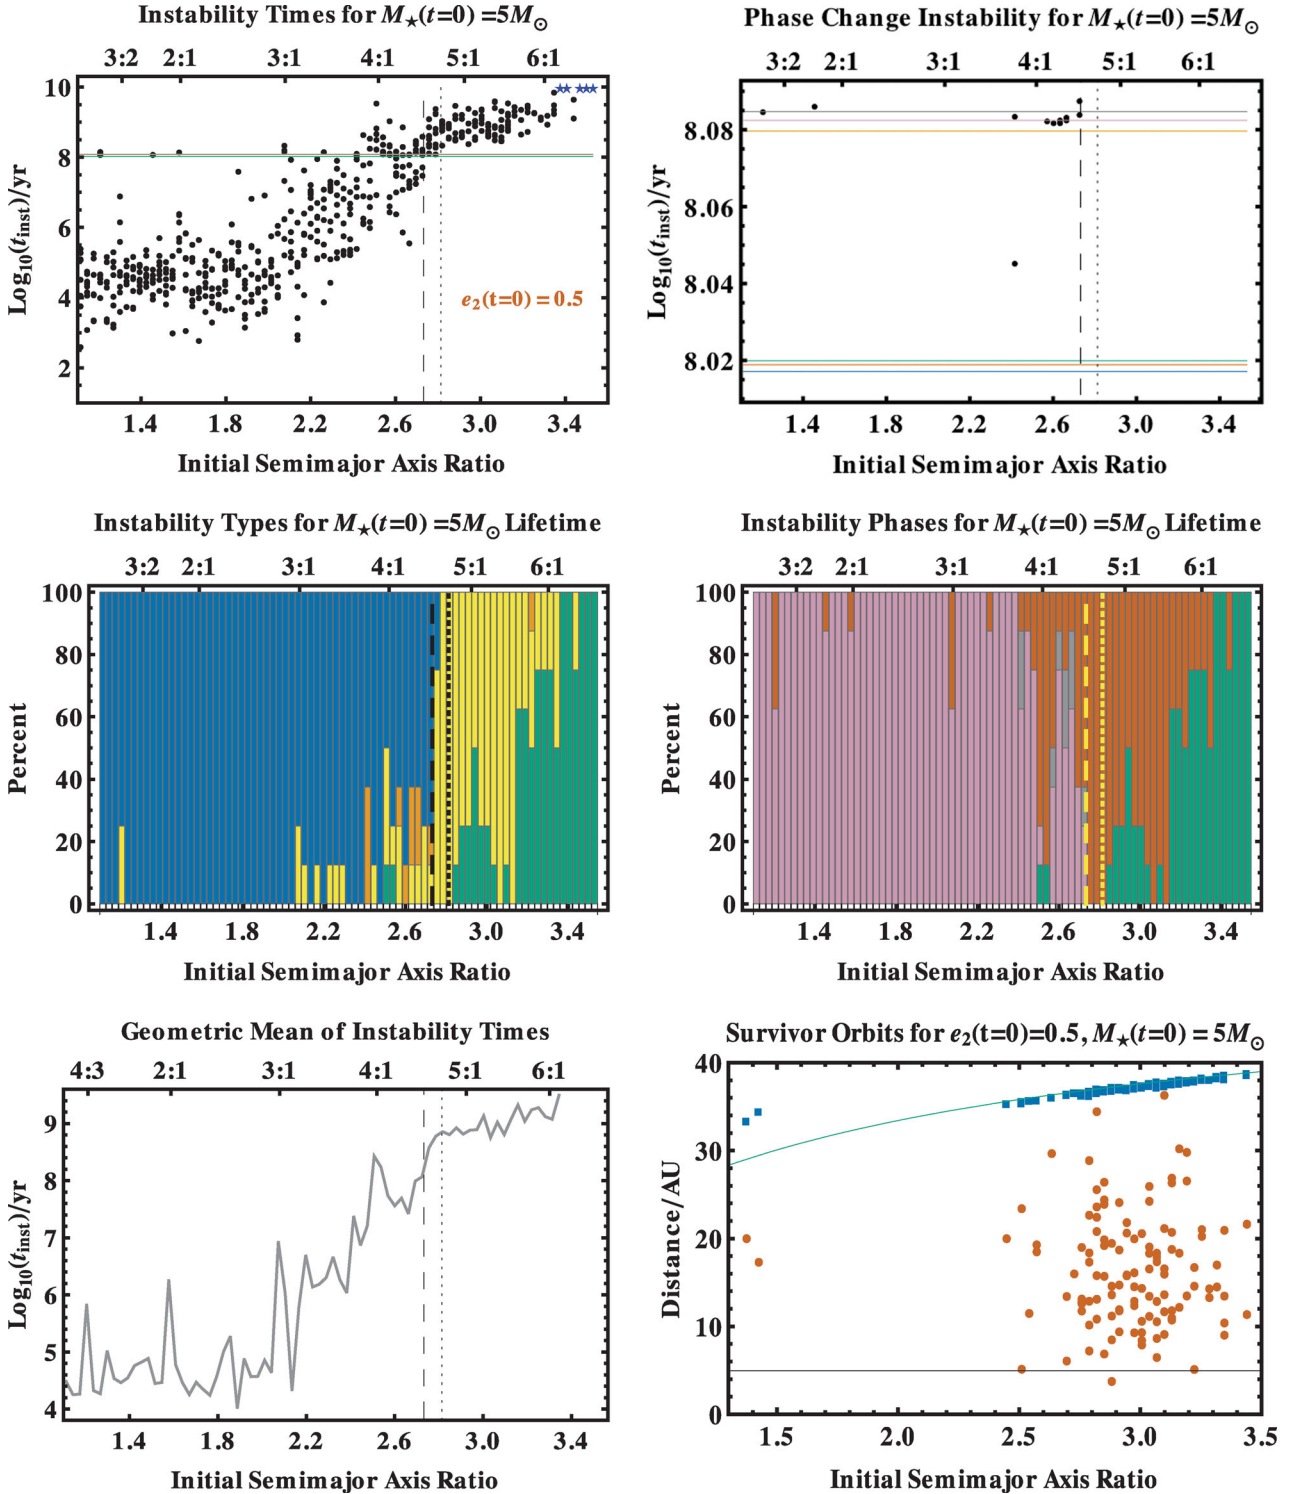 Instability Times for M★(t=0) =5M⊙
3:2 2:1 3:1 4:1 5:1 6:1
10
8
6
4
2
Log10(tinst)/yr
e2(t=0) = 0.5
1.4 1.8 2.2 2.6 3.0 3.4
Initial Semimajor Axis Ratio
Phase Change Instability for M★(t=0) =5M⊙
3:2 2:1 3:1 4:1 5:1 6:1
8.08
8.06
8.04
8.02
Log10(tinst)/yr
1.4 1.8 2.2 2.6 3.0 3.4
Initial Semimajor Axis Ratio
Instability Types for M★(t=0) =5M⊙ Lifetime
3:2 2:1 3:1 4:1 5:1 6:1
100
80
60
40
20
0
Percent
1.4 1.8 2.2 2.6 3.0 3.4
Initial Semimajor Axis Ratio
Instability Phases for M★(t=0) =5M⊙ Lifetime
3:2 2:1 3:1 4:1 5:1 6:1
100
80
60
40
20
0
Percent
1.4 1.8 2.2 2.6 3.0 3.4
Initial Semimajor Axis Ratio
Geometric Mean of Instability Times
4:3 2:1 3:1 4:1 5:1 6:1
9
8
7
6
5
4
Log10(tinst)/yr
1.4 1.8 2.2 2.6 3.0 3.4
Initial Semimajor Axis Ratio
Survivor Orbits for e2(t=0)=0.5, M★(t=0) = 5M⊙
40
30
20
10
0
Distance/AU
1.5 2.0 2.5 3.0 3.5
Initial Semimajor Axis Ratio